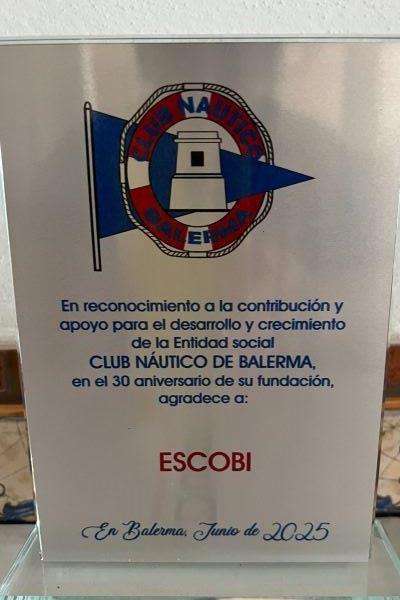 CLUB NAUTICO
BALERMA
En reconocimiento a la contribución y
apoyo para el desarrollo y crecimiento
de la Entidad social
CLUB NÁUTICO DE BALERMA,
en el 30 aniversario de su fundación,
agradece a:
ESCOBI
En Balerma, Junio de 2025